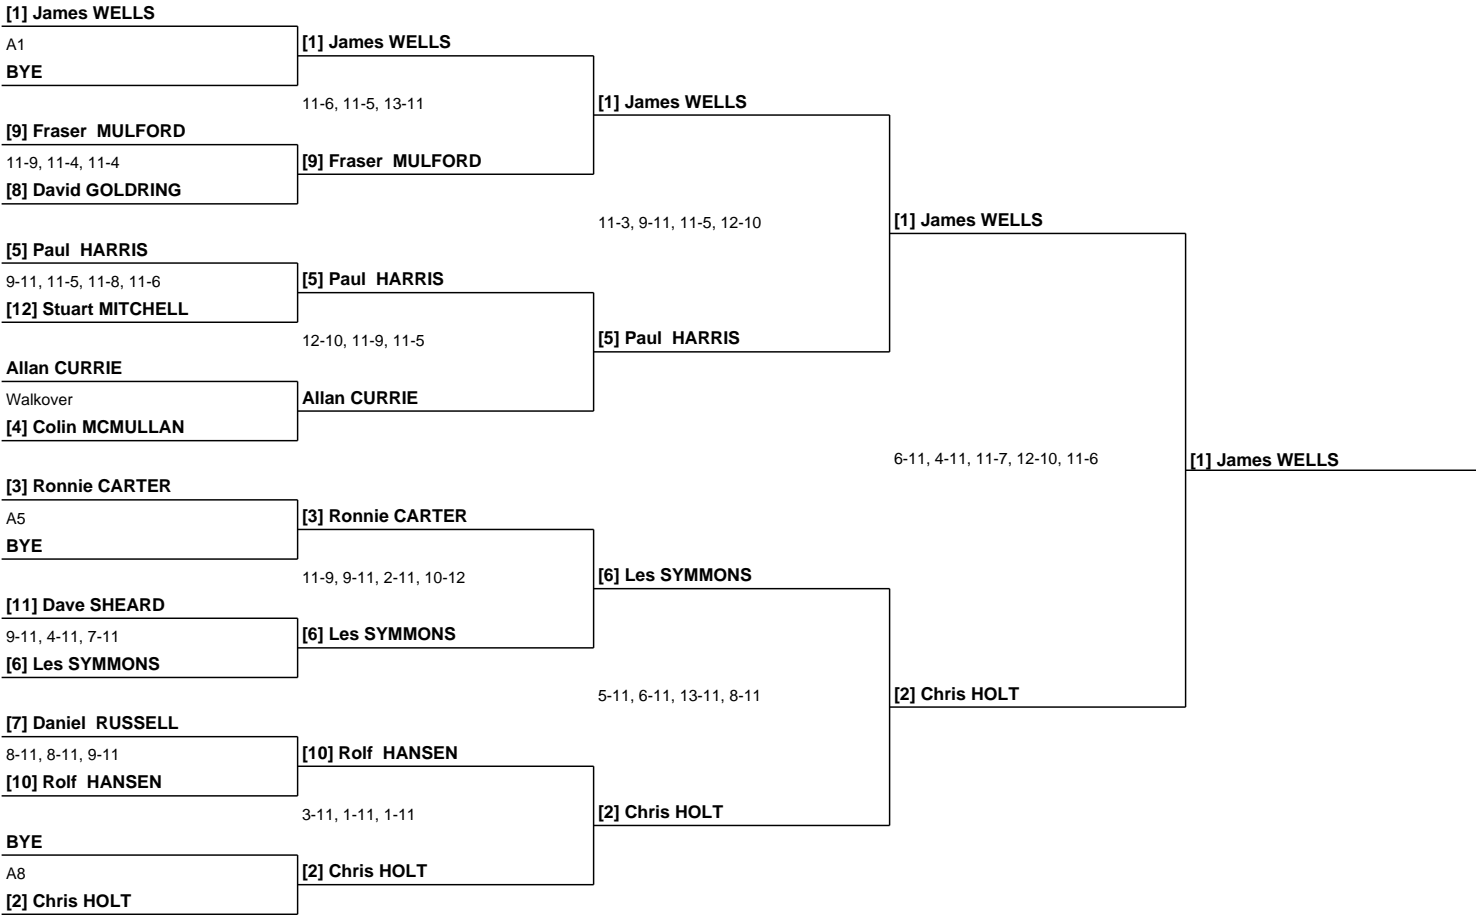 [1] James WELLS
A1
BYE
[9] Fraser  MULFORD
11-9, 11-4, 11-4
[8] David GOLDRING
[5] Paul  HARRIS
9-11, 11-5, 11-8, 11-6
[12] Stuart MITCHELL
Allan CURRIE
Walkover
[4] Colin MCMULLAN
[3] Ronnie CARTER
A5
BYE
[11] Dave SHEARD
9-11, 4-11, 7-11
[6] Les SYMMONS
[7] Daniel  RUSSELL
8-11, 8-11, 9-11
[10] Rolf  HANSEN
BYE
A8
[2] Chris HOLT
[1] James WELLS
11-6, 11-5, 13-11
[9] Fraser  MULFORD
[5] Paul  HARRIS
12-10, 11-9, 11-5
Allan CURRIE
[3] Ronnie CARTER
11-9, 9-11, 2-11, 10-12
[6] Les SYMMONS
[10] Rolf  HANSEN
3-11, 1-11, 1-11
[2] Chris HOLT
[1] James WELLS
11-3, 9-11, 11-5, 12-10
[5] Paul  HARRIS
[6] Les SYMMONS
5-11, 6-11, 13-11, 8-11
[2] Chris HOLT
[1] James WELLS
6-11, 4-11, 11-7, 12-10, 11-6
[2] Chris HOLT
[1] James WELLS